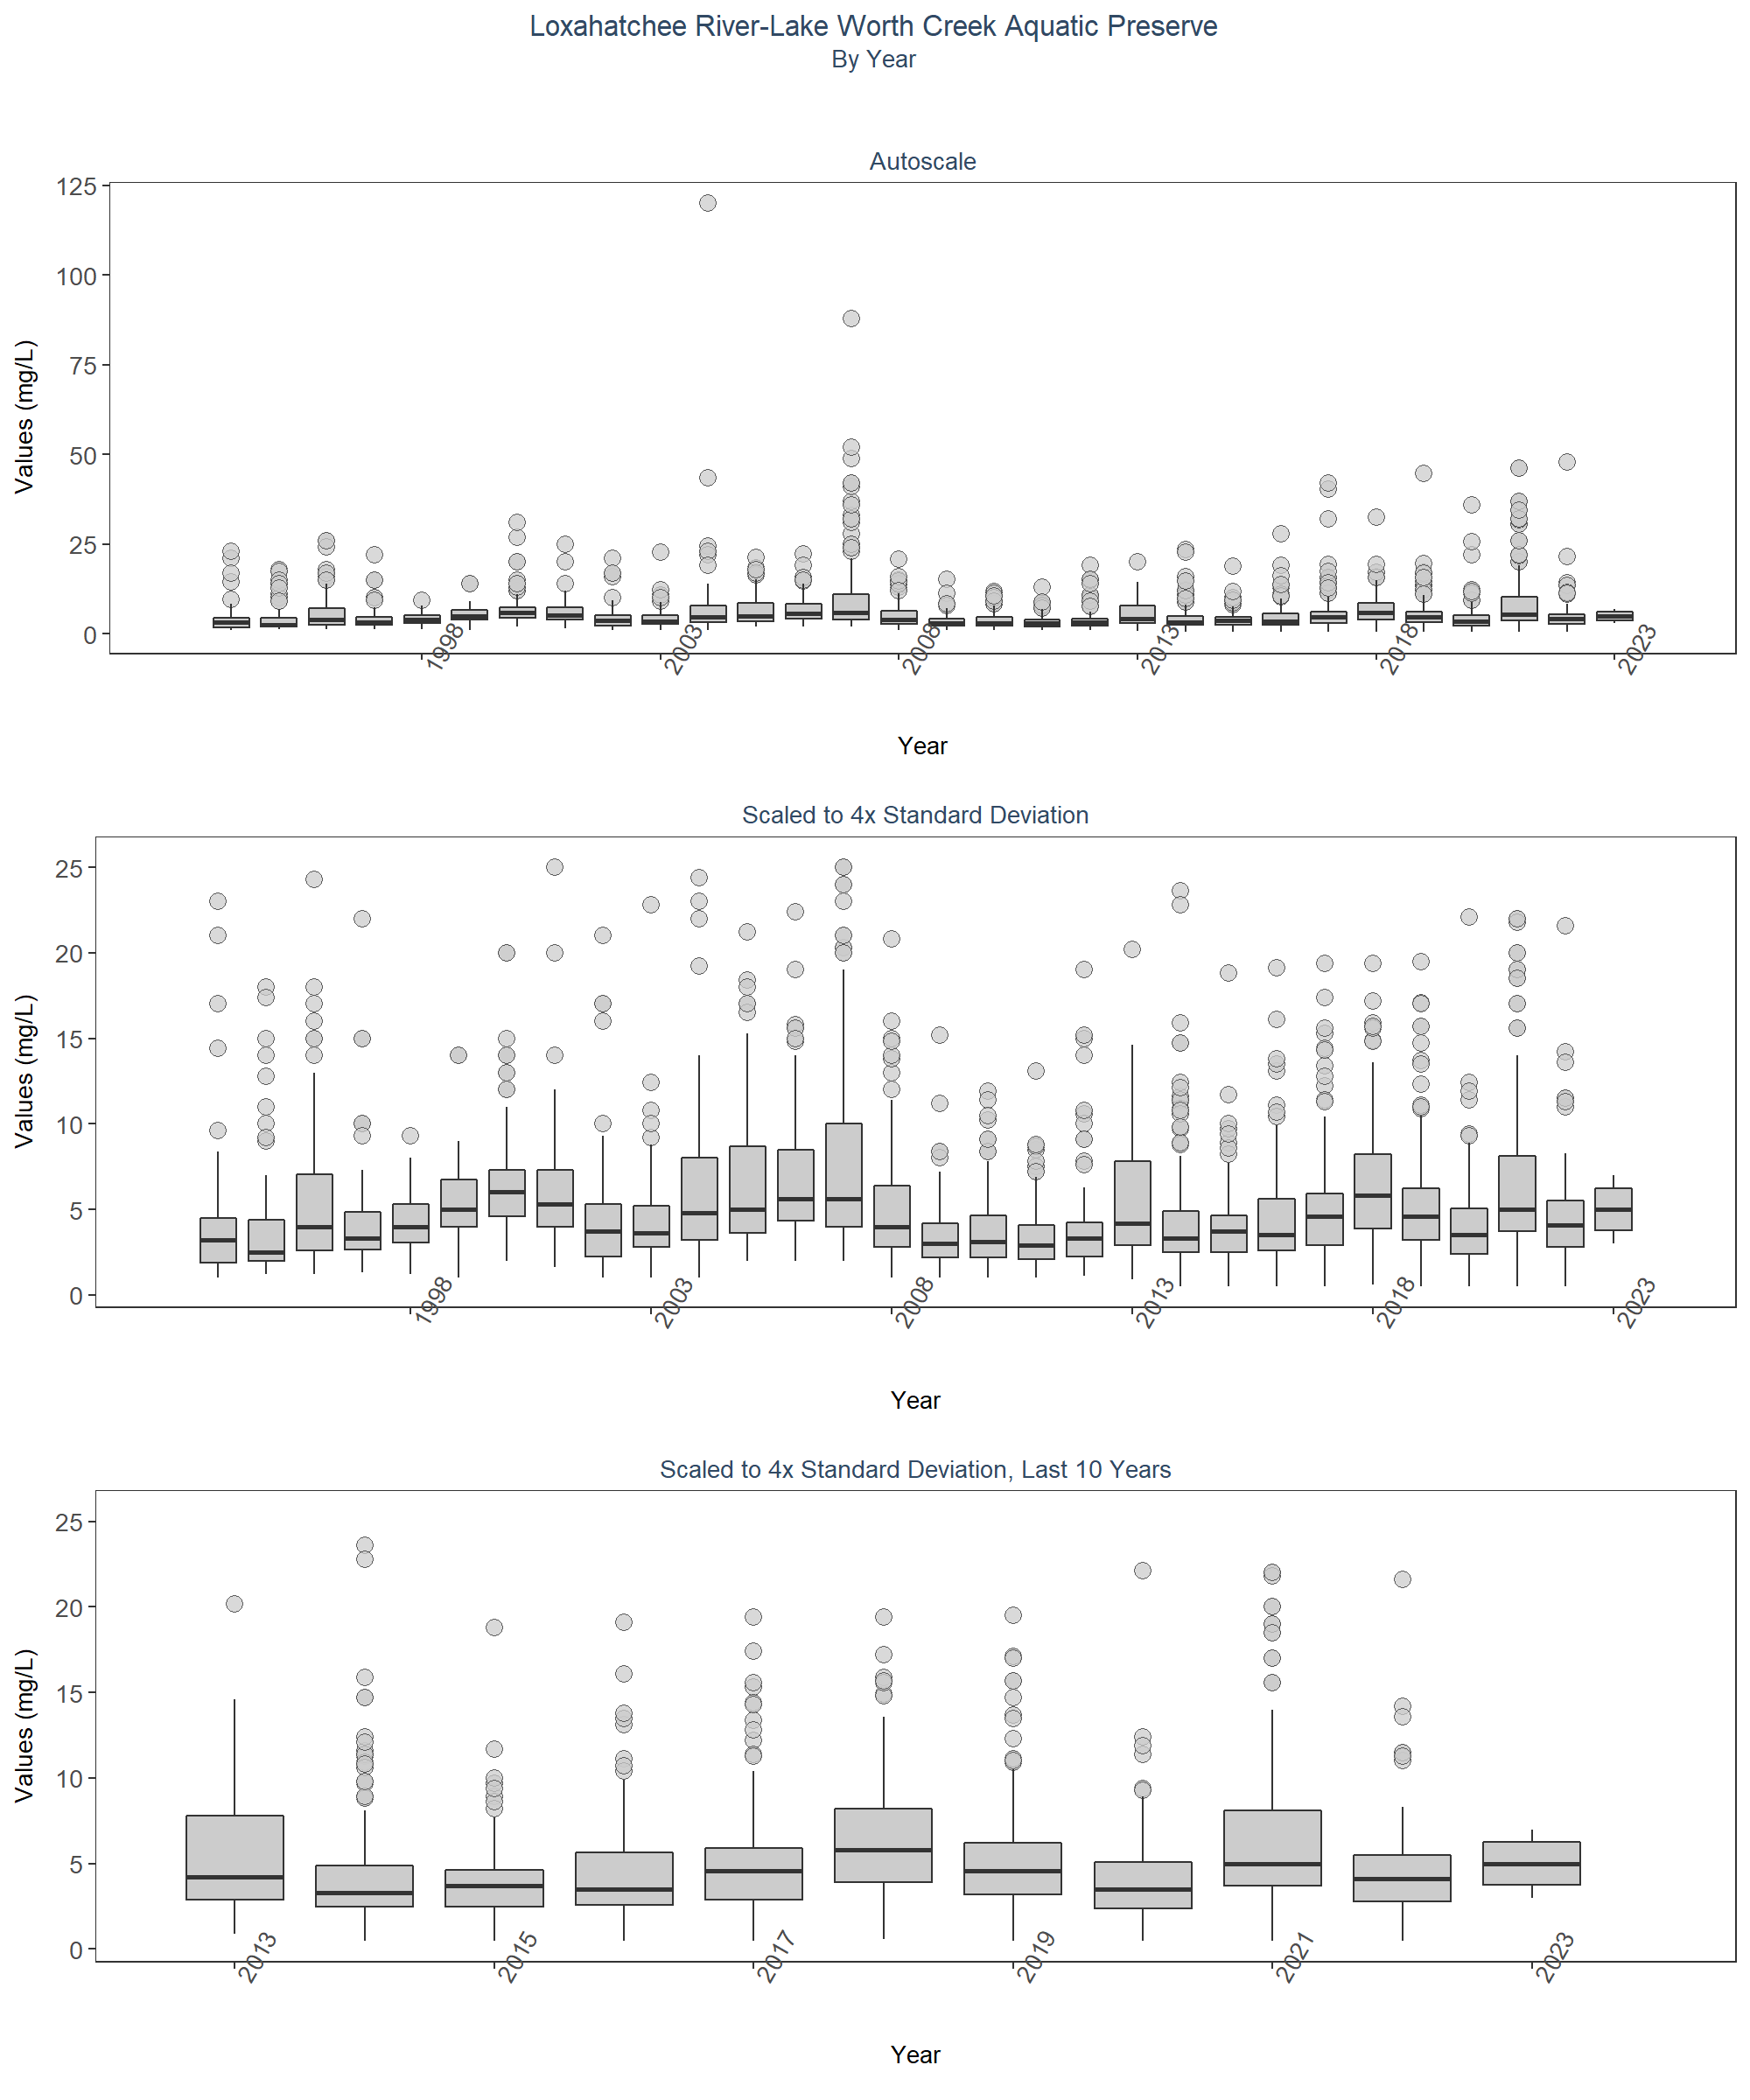 Loxahatchee River-Lake Worth Creek Aquatic Preserve
By Year
Autoscale
Values (mg/L)
125
100
75
50
25
0
1998 2003 2008 2013 2018 2023
Year
Scaled to 4x Standard Deviation
Values (mg/L)
25
20
15
10
5
0
1998 2003 2008 2013 2018 2023
Year
Scaled to 4x Standard Deviation, Last 10 Years
Values (mg/L)
25
20
15
10
5
0
2013 2015 2017 2019 2021 2023
Year